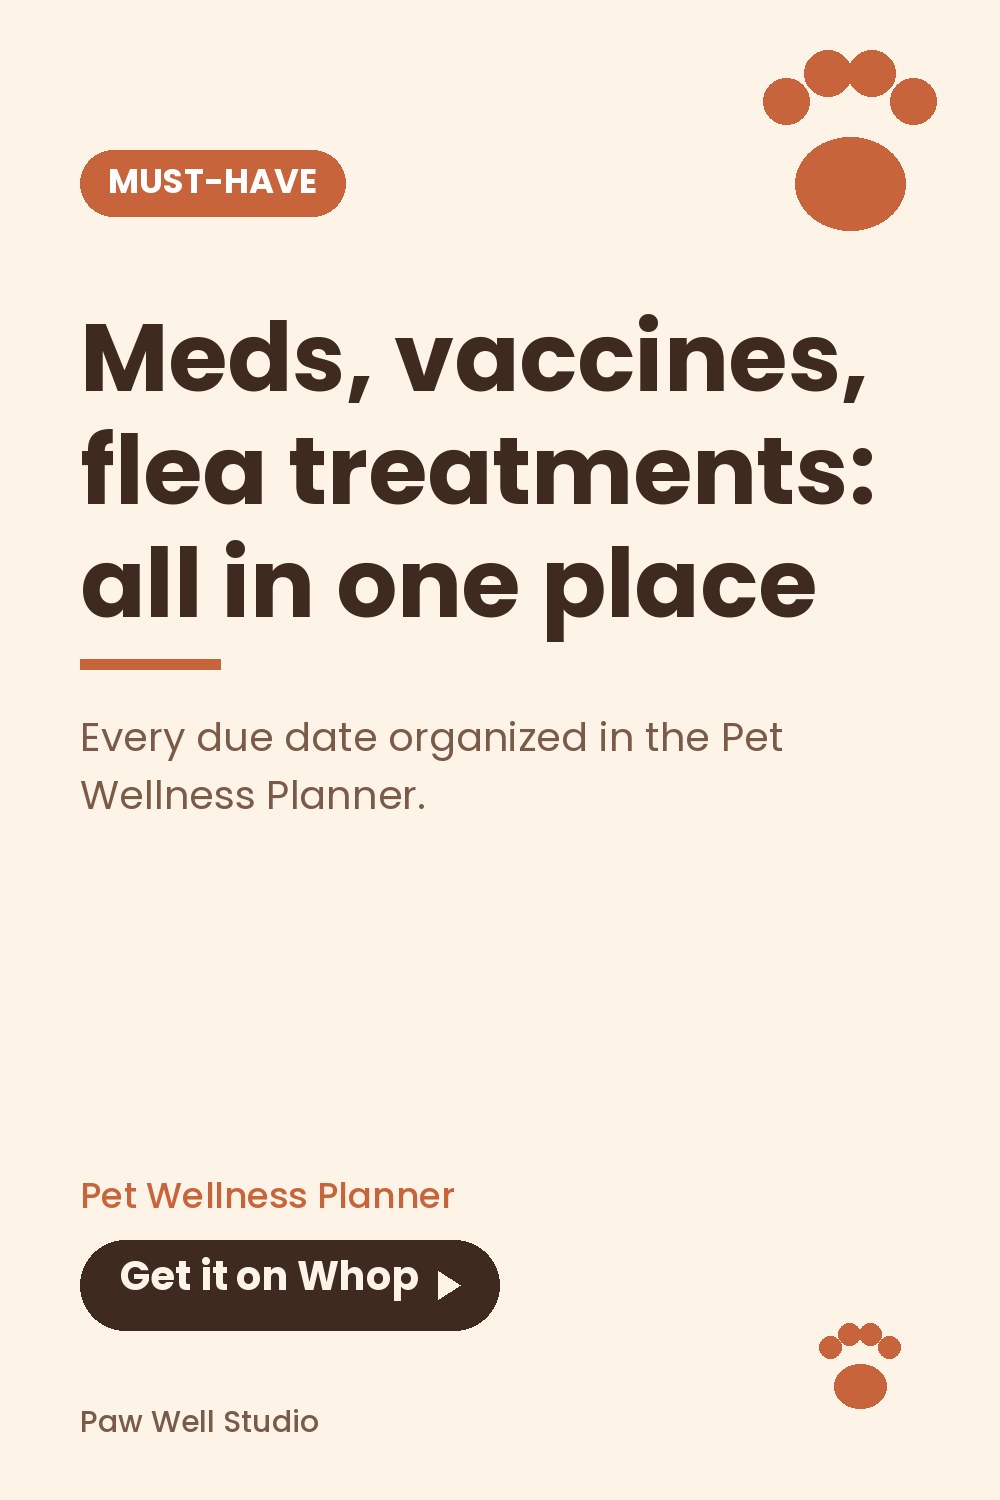 MUST-HAVE
Meds, vaccines,
flea treatments:
all in one place
Every due date organized in the Pet
Wellness Planner.
Pet Wellness Planner
Get it on Whop
Paw Well Studio